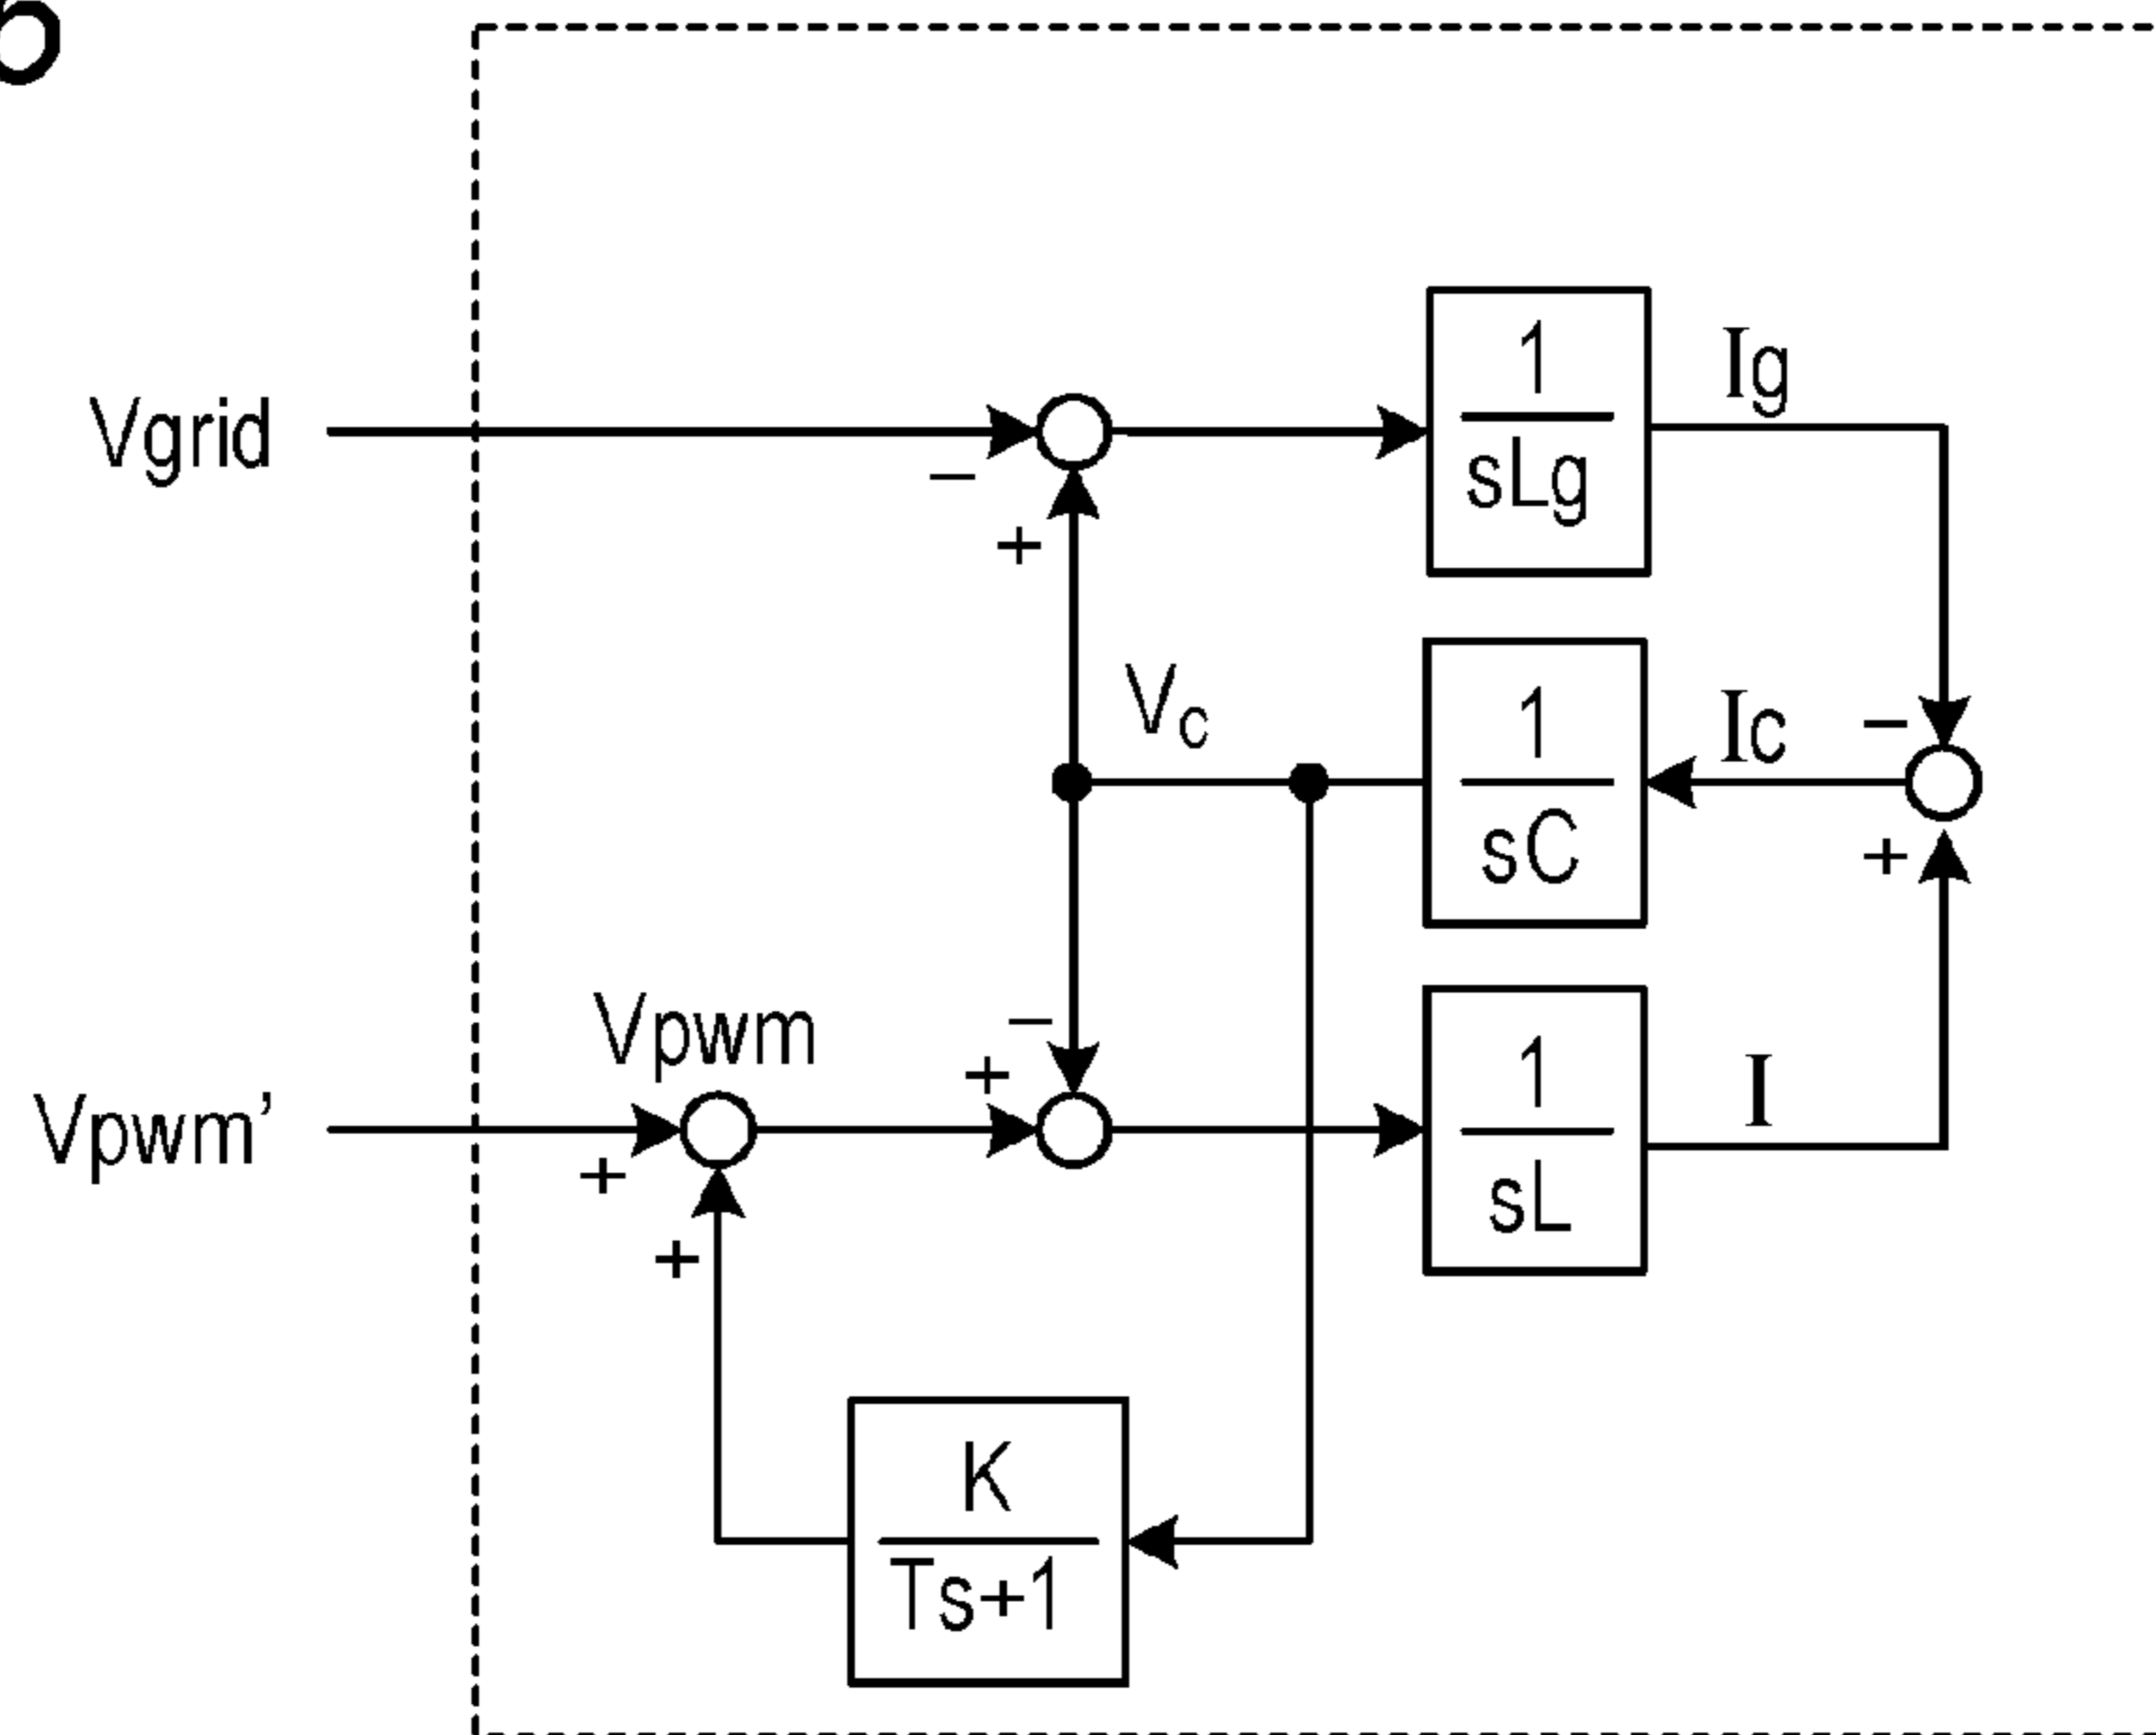 Vgrid
−
+
1
sLg
Ig
Vc
1
sC
Ic
−
+
Vpwm'
+
Vpwm
+
−
+
1
sL
I
K
Ts+1